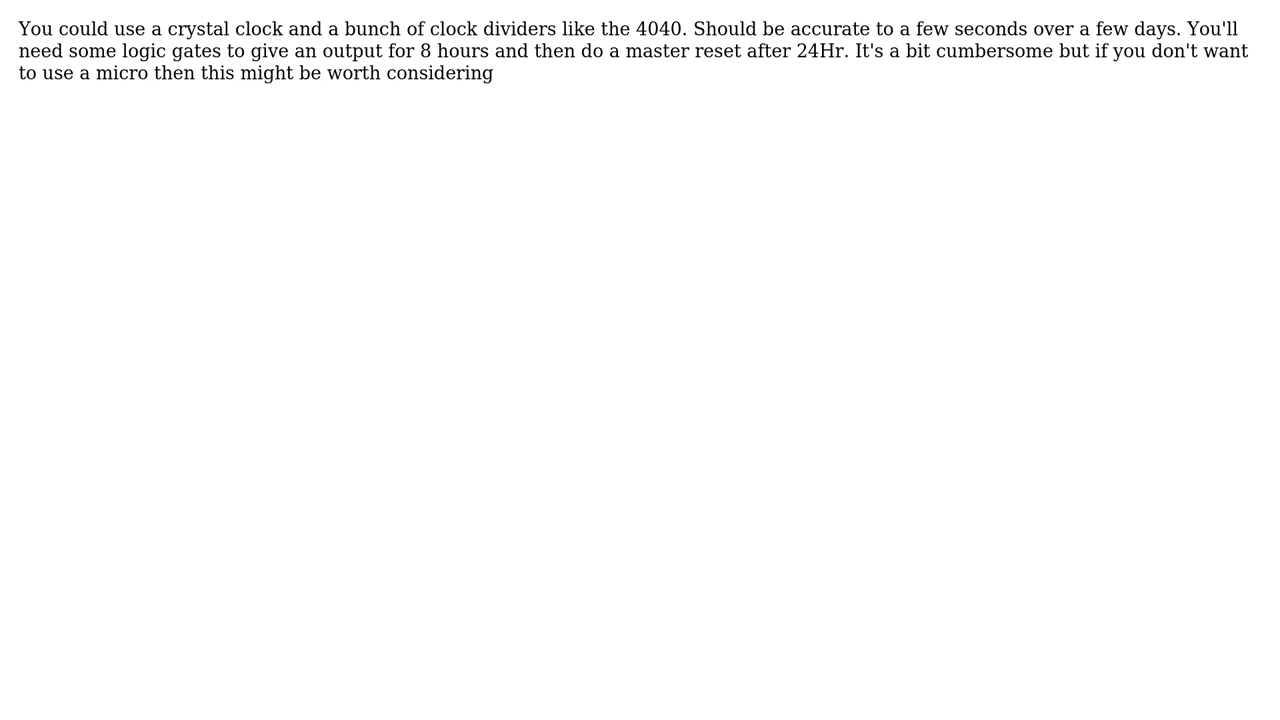 You could use a crystal clock and a bunch of clock dividers like the 4040. Should be accurate to a few seconds over a few days. You'll
need some logic gates to give an output for 8 hours and then do a master reset after 24Hr. It's a bit cumbersome but if you don't want
to use a micro then this might be worth considering